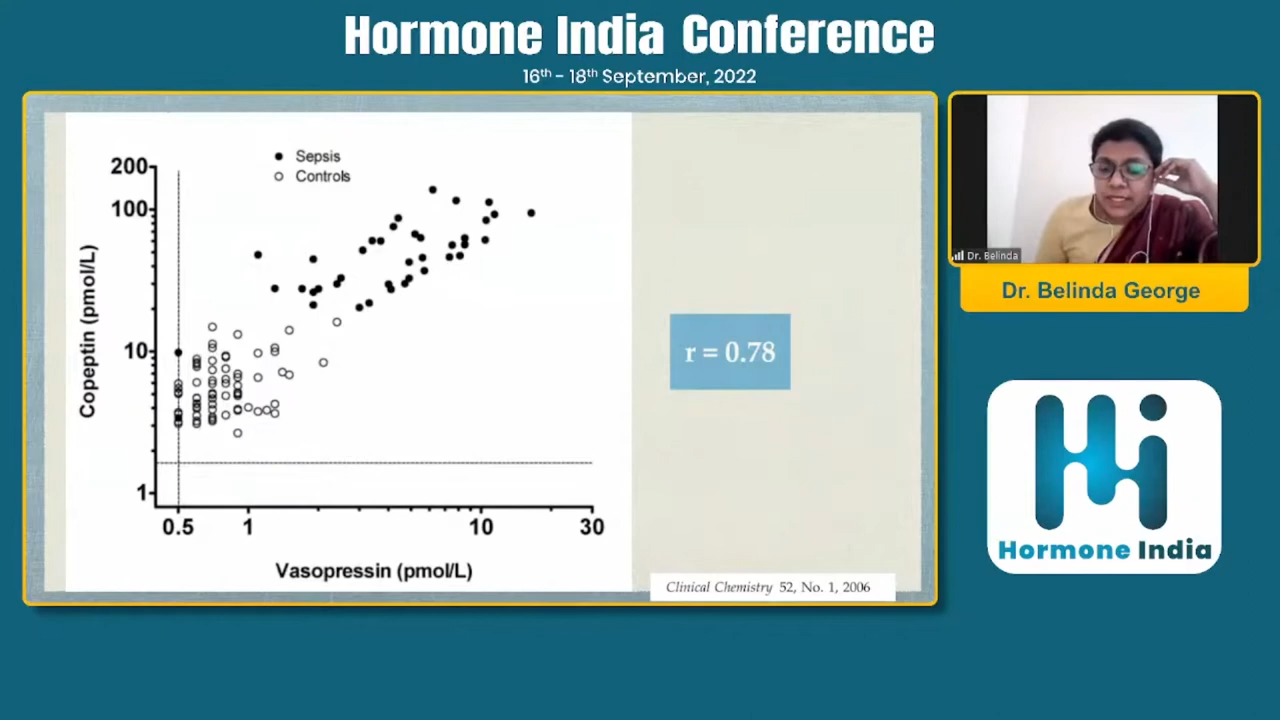 Hormone India Conference
16th - 18th September, 2022
Sepsis
Controls
200
100
10
1
Copeptin (pmol/L)
0.5 1 10 30
Vasopressin (pmol/L)
r = 0.78
Clinical Chemistry 52, No. 1, 2006
Dr. Belinda
Dr. Belinda George
Hi
Hormone India